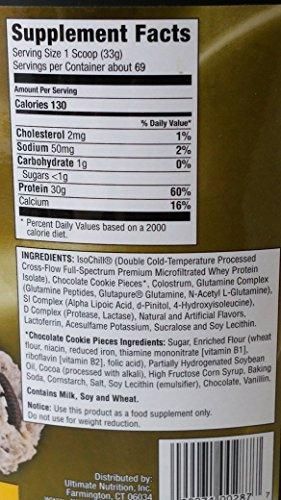 Supplement Facts
Serving Size 1 Scoop (33g)
Servings per Container about 69
Amount Per Serving
Calories 130
% Daily Value*
Cholesterol 2mg 1%
Sodium 50mg 2%
Carbohydrate 1g 0%
Sugars <1g
Protein 30g 60%
Calcium 16%
* Percent Daily Values based on a 2000
calorie diet.
INGREDIENTS: IsoChill® (Double Cold-Temperature Processed
Cross-Flow Full-Spectrum Premium Microfiltrated Whey Protein
Isolate), Chocolate Cookie Pieces*, Colostrum, Glutamine Complex
(Glutamine Peptides, Glutapure® Glutamine, N-Acetyl L-Glutamine),
SI Complex (Alpha Lipoic Acid, d-Pinitol, 4-Hydroxyisoleucine),
D Complex (Protease, Lactase), Natural and Artificial Flavors,
Lactoferrin, Acesulfame Potassium, Sucralose and Soy Lecithin.
*Chocolate Cookie Pieces Ingredients: Sugar, Enriched Flour (wheat
flour, niacin, reduced iron, thiamine mononitrate [vitamin B1],
riboflavin [vitamin B2], folic acid), Partially Hydrogenated Soybean
Oil, Cocoa (processed with alkali), High Fructose Corn Syrup, Baking
Soda, Cornstarch, Salt, Soy Lecithin (emulsifier), Chocolate, Vanillin.
Contains Milk, Soy and Wheat.
Notice: Use this product as a food supplement only.
Do not use for weight reduction.
Distributed by:
Ultimate Nutrition, Inc.
Farmington, CT 06034
7